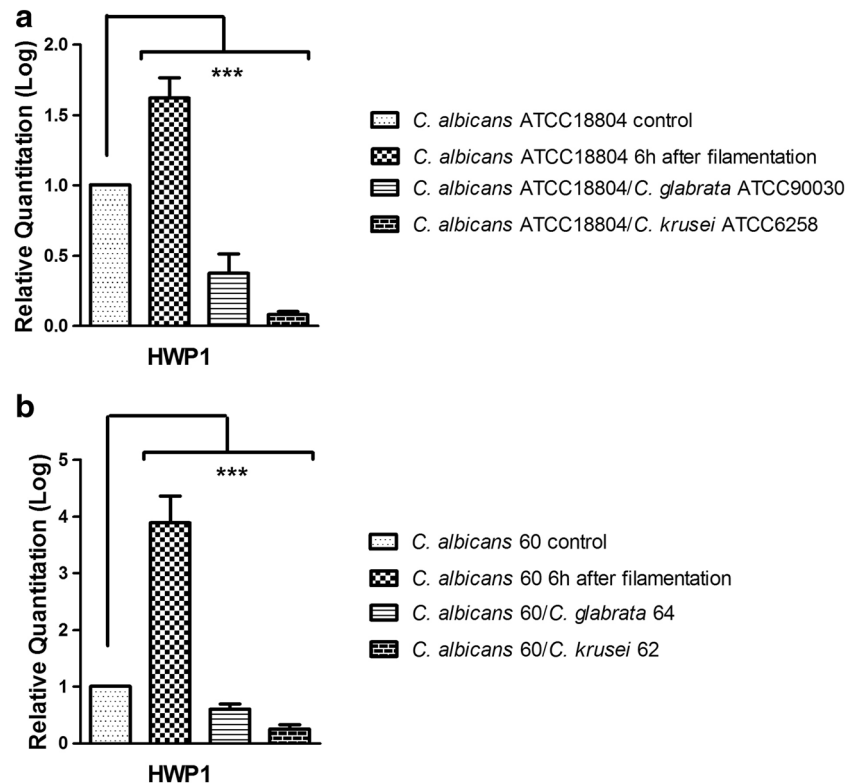 a
Relative Quantitation (Log)
2.0
1.5
1.0
0.5
0.0
***
HWP1
C. albicans ATCC18804 control
C. albicans ATCC18804 6h after filamentation
C. albicans ATCC18804/C. glabrata ATCC90030
C. albicans ATCC18804/C. krusei ATCC6258
b
Relative Quantitation (Log)
5
4
3
2
1
0
***
HWP1
C. albicans 60 control
C. albicans 60 6h after filamentation
C. albicans 60/C. glabrata 64
C. albicans 60/C. krusei 62